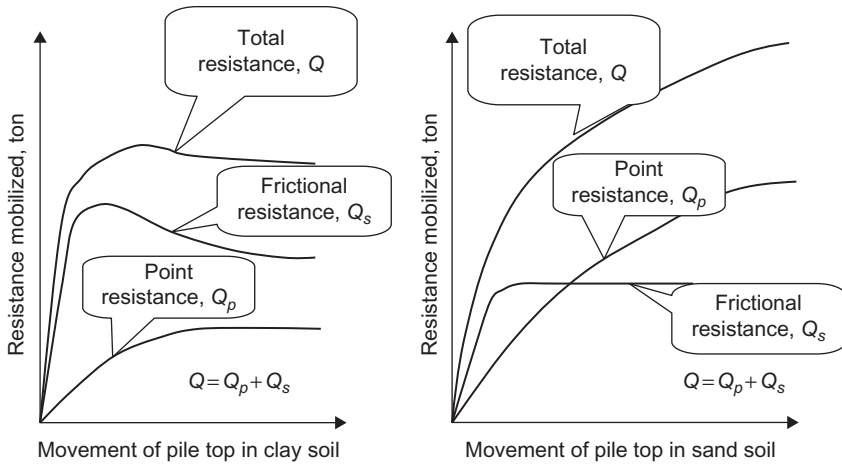 Resistance mobilized, ton
Total
resistance, Q
Frictional
resistance, Qs
Point
resistance, Qp
Q = Qp + Qs
Movement of pile top in clay soil
Resistance mobilized, ton
Total
resistance, Q
Point
resistance, Qp
Frictional
resistance, Qs
Q = Qp + Qs
Movement of pile top in sand soil